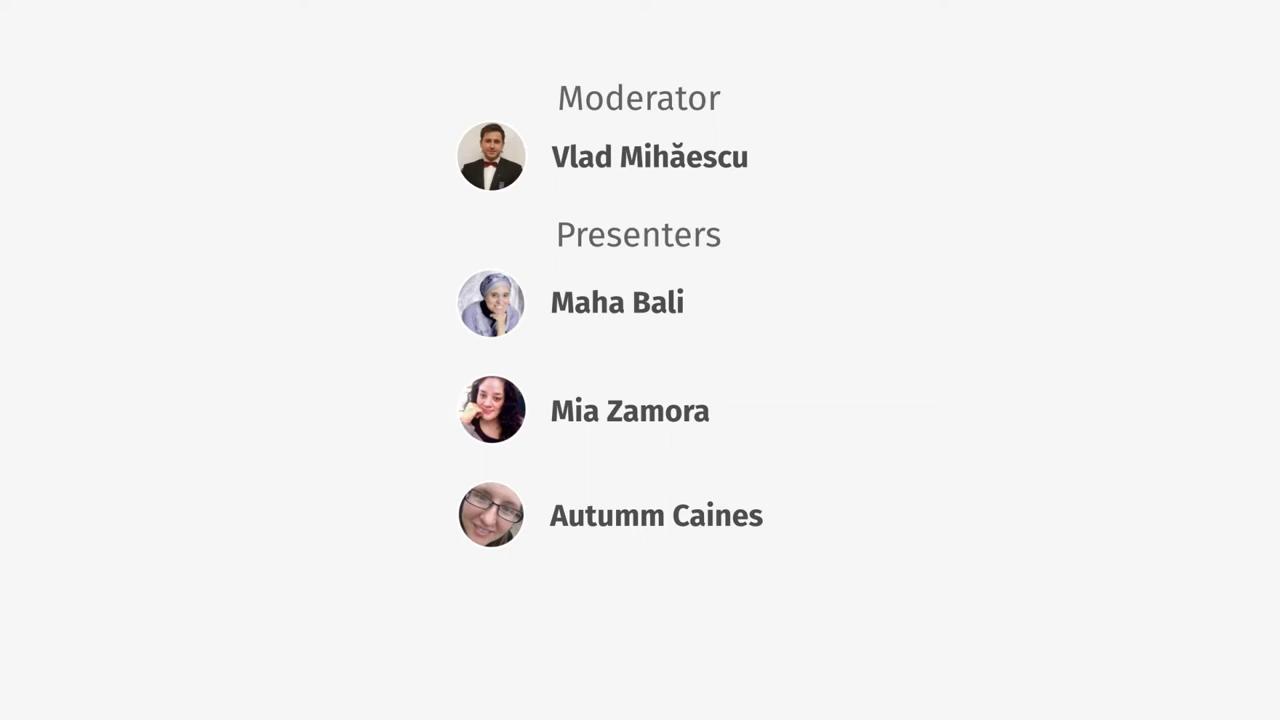 Moderator
Vlad Mihăescu
Presenters
Maha Bali
Mia Zamora
Autumm Caines